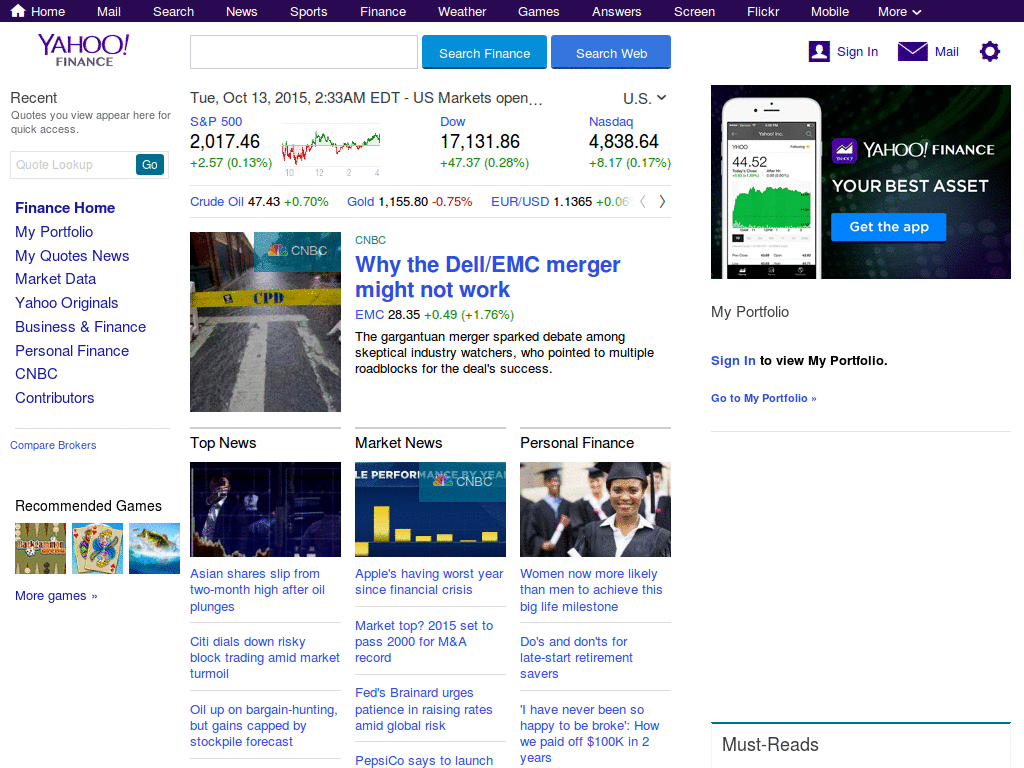 Home Mail Search News Sports Finance Weather Games Answers Screen Flickr Mobile More
YAHOO!
FINANCE
Search Finance
Search Web
Sign In
Mail
Recent
Quotes you view appear here for
quick access.
Quote Lookup
Go
Finance Home
My Portfolio
My Quotes News
Market Data
Yahoo Originals
Business & Finance
Personal Finance
CNBC
Contributors
Compare Brokers
Recommended Games
More games »
Tue, Oct 13, 2015, 2:33AM EDT - US Markets open…
U.S.
S&P 500
2,017.46
+2.57 (0.13%)
10 12 2 4
Dow
17,131.86
+47.37 (0.28%)
Nasdaq
4,838.64
+8.17 (0.17%)
Crude Oil 47.43 +0.70% Gold 1,155.80 -0.75% EUR/USD 1.1365 +0.06
CNBC
CPD
CNBC
Why the Dell/EMC merger
might not work
EMC 28.35 +0.49 (+1.76%)
The gargantuan merger sparked debate among
skeptical industry watchers, who pointed to multiple
roadblocks for the deal's success.
Top News
Asian shares slip from
two-month high after oil
plunges
Citi dials down risky
block trading amid market
turmoil
Oil up on bargain-hunting,
but gains capped by
stockpile forecast
Market News
LE PERFORMANCE BY YEA
CNBC
Apple's having worst year
since financial crisis
Market top? 2015 set to
pass 2000 for M&A
record
Fed's Brainard urges
patience in raising rates
amid global risk
PepsiCo says to launch
Personal Finance
Women now more likely
than men to achieve this
big life milestone
Do's and don'ts for
late-start retirement
savers
'I have never been so
happy to be broke': How
we paid off $100K in 2
years
Yahoo! Inc.
YHOO
Following
44.52
YAHOO! FINANCE
YOUR BEST ASSET
Get the app
My Portfolio
Sign In to view My Portfolio.
Go to My Portfolio »
Must-Reads